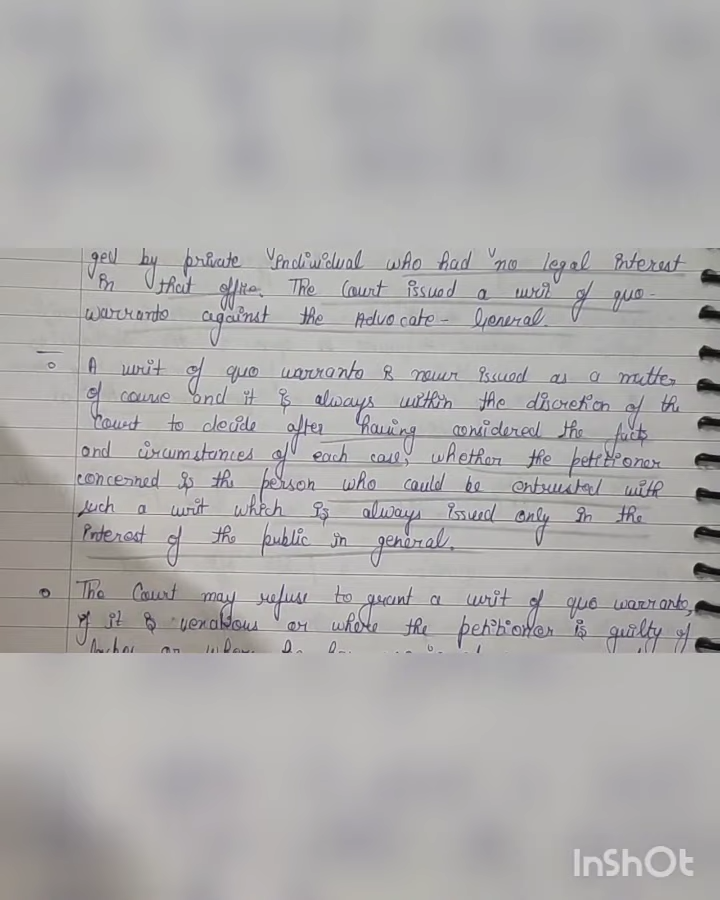 ged by private individual who had no legal interest
in that office. The Court issued a writ of quo-
warranto against the Advocate-General.
A writ of quo warranto is never issued as a matter
of course and it is always within the discretion of the
Court to decide after having considered the facts
and circumstances of each case, whether the petitioner
concerned is the person who could be entrusted with
such a writ which is always issued only in the
interest of the public in general.
The Court may refuse to grant a writ of quo warranto,
if it is vexatious or where the petitioner is guilty of
laches or where he has
InShOt